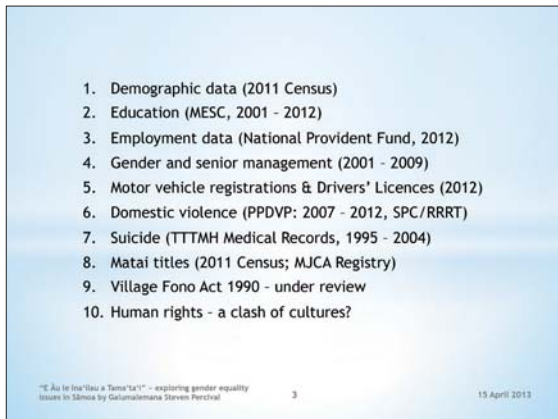 1. Demographic data (2011 Census)
2. Education (MESC, 2001 - 2012)
3. Employment data (National Provident Fund, 2012)
4. Gender and senior management (2001 - 2009)
5. Motor vehicle registrations & Drivers' Licences (2012)
6. Domestic violence (PPDVP: 2007 - 2012, SPC/RRRT)
7. Suicide (TTTMH Medical Records, 1995 - 2004)
8. Matai titles (2011 Census; MJCA Registry)
9. Village Fono Act 1990 - under review
10. Human rights - a clash of cultures?
"E Au le Ina'ilau a Tama'ta'i" - exploring gender equality
issues in Sāmoa by Galumalemana Steven Percival
3
15 April 2013